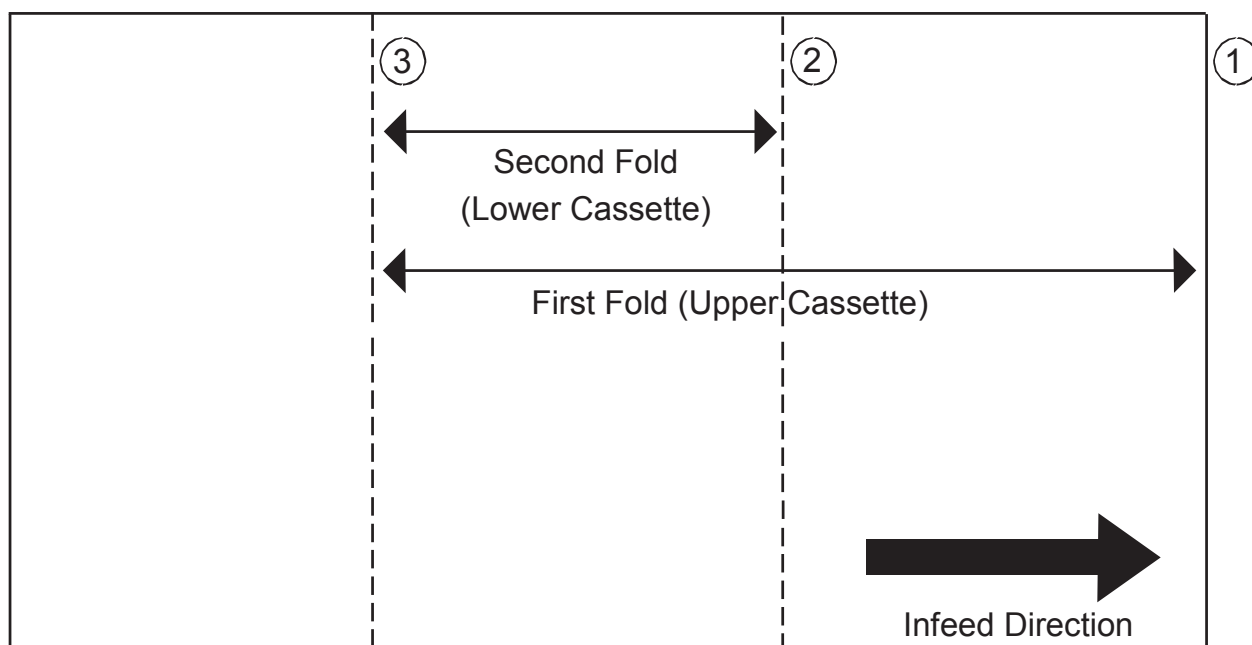 ③ ② ①
Second Fold
(Lower Cassette)
First Fold (Upper Cassette)
Infeed Direction